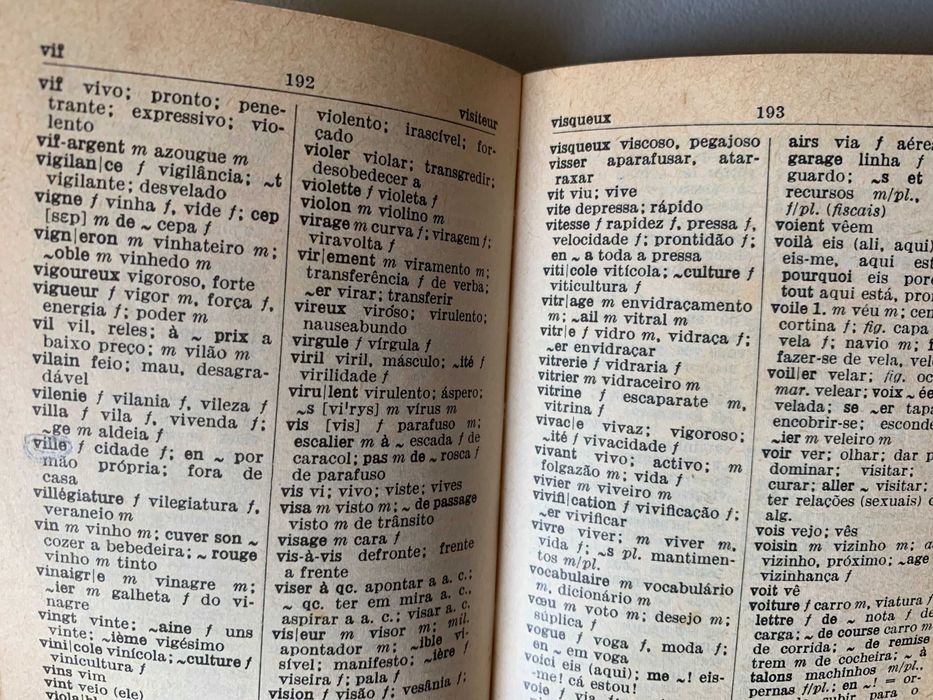 vif
192
visiteur
vif vivo; pronto; pene-
trante; expressivo; vio-
lento
vif-argent m azougue m
vigilan|ce f vigilância; ~t
vigilante; desvelado
vigne f vinha f, vide f; cep
[sɛp] m de ~ cepa f
vign|eron m vinhateiro m;
~oble m vinhedo m
vigoureux vigoroso, forte
vigueur f vigor m, força f,
energia f; poder m
vil vil, reles; à ~ prix a
baixo preço; m vilão m
vilain feio; mau, desagra-
dável
vilenie f vilania f, vileza f
villa f vila f, vivenda f;
~ge m aldeia f
ville f cidade f; en ~ por
mão própria; fora de
casa
villégiature f vilegiatura f,
veraneio m
vin m vinho m; cuver son ~
cozer a bebedeira; ~ rouge
vinho m tinto
vinaigr|e m vinagre m;
~ier m galheta f do vi-
nagre
vingt vinte; ~aine f uns
vinte; ~ième vigésimo
vini|cole vinícola; ~culture f
vinicultura f
vins vim
vint veio (ele)
violento; irascível; for-
çado
violer violar; transgredir;
desobedecer a
violette f violeta f
violon m violino m
virage m curva f; viragem f;
viravolta f
vir|ement m viramento m;
transferência f de verba;
~er virar; transferir
vireux viroso; virulento;
nauseabundo
virgule f vírgula f
viril viril, másculo; ~ité f
virilidade f
viru|lent virulento; áspero;
~s [vi'rys] m vírus m
vis [vis] f parafuso m;
escalier m à ~ escada f de
caracol; pas m de ~ rosca f
de parafuso
vis vi; vivo; viste; vives
visa m visto m; ~ de passage
visto m de trânsito
visage m cara f
vis-à-vis defronte; frente
a frente
viser à qc. apontar a a. c.;
~ qc. ter em mira a. c.,
aspirar a a. c.; visar a. c.
vis|eur m visor m; mil.
apontador m; ~ible vi-
sível; manifesto; ~ière f
viseira f; pala f
vision f visão f; vesânia f;
visqueux
193
visqueux viscoso, pegajoso
visser aparafusar, atar-
raxar
vit viu; vive
vite depressa; rápido
vitesse f rapidez f, pressa f,
velocidade f; prontidão f;
en ~ a toda a pressa
viti|cole vitícola; ~culture f
viticultura f
vitr|age m envidraçamento
m; ~ail m vitral m
vitr|e f vidro m, vidraça f;
~er envidraçar
vitrerie f vidraria f
vitrier m vidraceiro m
vitrine f escaparate m,
vitrina f
vivac|e vivaz; vigoroso;
~ité f vivacidade f
vivant vivo; activo; m
folgazão m; vida f
vivier m viveiro m
vivifi|cation f vivificação f;
~er vivificar
vivre viver; m viver m,
vida f; ~s pl. mantimen-
tos m/pl.
vocabulaire m vocabulário
m, dicionário m
vœu m voto m; desejo m;
súplica f
vogue f voga f, moda f;
en ~ em voga
voici eis (aqui); me ~! eis-
me! cá estou!
voie f via f;
airs via f aérea
garage linha f
guardo; ~s et
recursos m/pl.,
f/pl. (fiscais)
voient vêem
voilà eis (ali, aqui)
eis-me, aqui
pourquoi eis
tout aqui está,
voile 1. m véu m;
cortina f; fig. capa
vela f; navio m;
fazer-se de vela,
voil|er velar; fig.
mar. velear; voix ~ée
velada; se ~er
encobrir-se;
~ier m veleiro m
voir ver; olhar; dar
dominar; visitar;
curar; aller ~ visitar;
ter relações (sexuais)
alg.
vois vejo; vês
voisin m vizinho m;
vizinho, próximo; ~age
vizinhança f
voit vê
voiture f carro m, viatura f
lettre f de ~ nota f de
carga; ~ de course carro m
de corrida; ~ de remise
trem m de cocheira; ~ à
talons machinhos m/pl.,
pernas f/pl.; en ~! =
para o